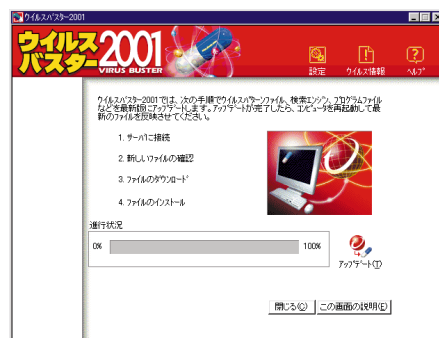 ウイルスバスター2001
ウイルス
バスター2001
VIRUS BUSTER
設定
ウイルス情報
ヘルプ
ウイルスバスター2001では、次の手順でウイルスパターンファイル、検索エンジン、プログラムファイル
などを最新版にアップデートします。アップデートが完了したら、コンピュータを再起動して最
新のファイルを反映させてください。
1. サーバに接続
2. 新しいファイルの確認
3. ファイルのダウンロード
4. ファイルのインストール
進行状況
0%
100%
アップデート(T)
閉じる(C)
この画面の説明(E)